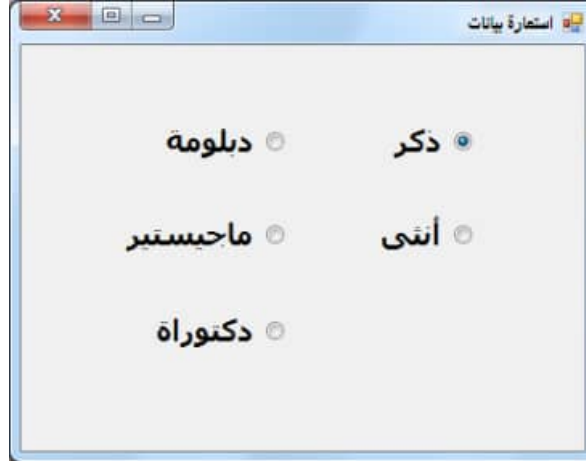 استعارة بيانات
ذكر دبلومة
أنثى ماجيستير
دكتوراة